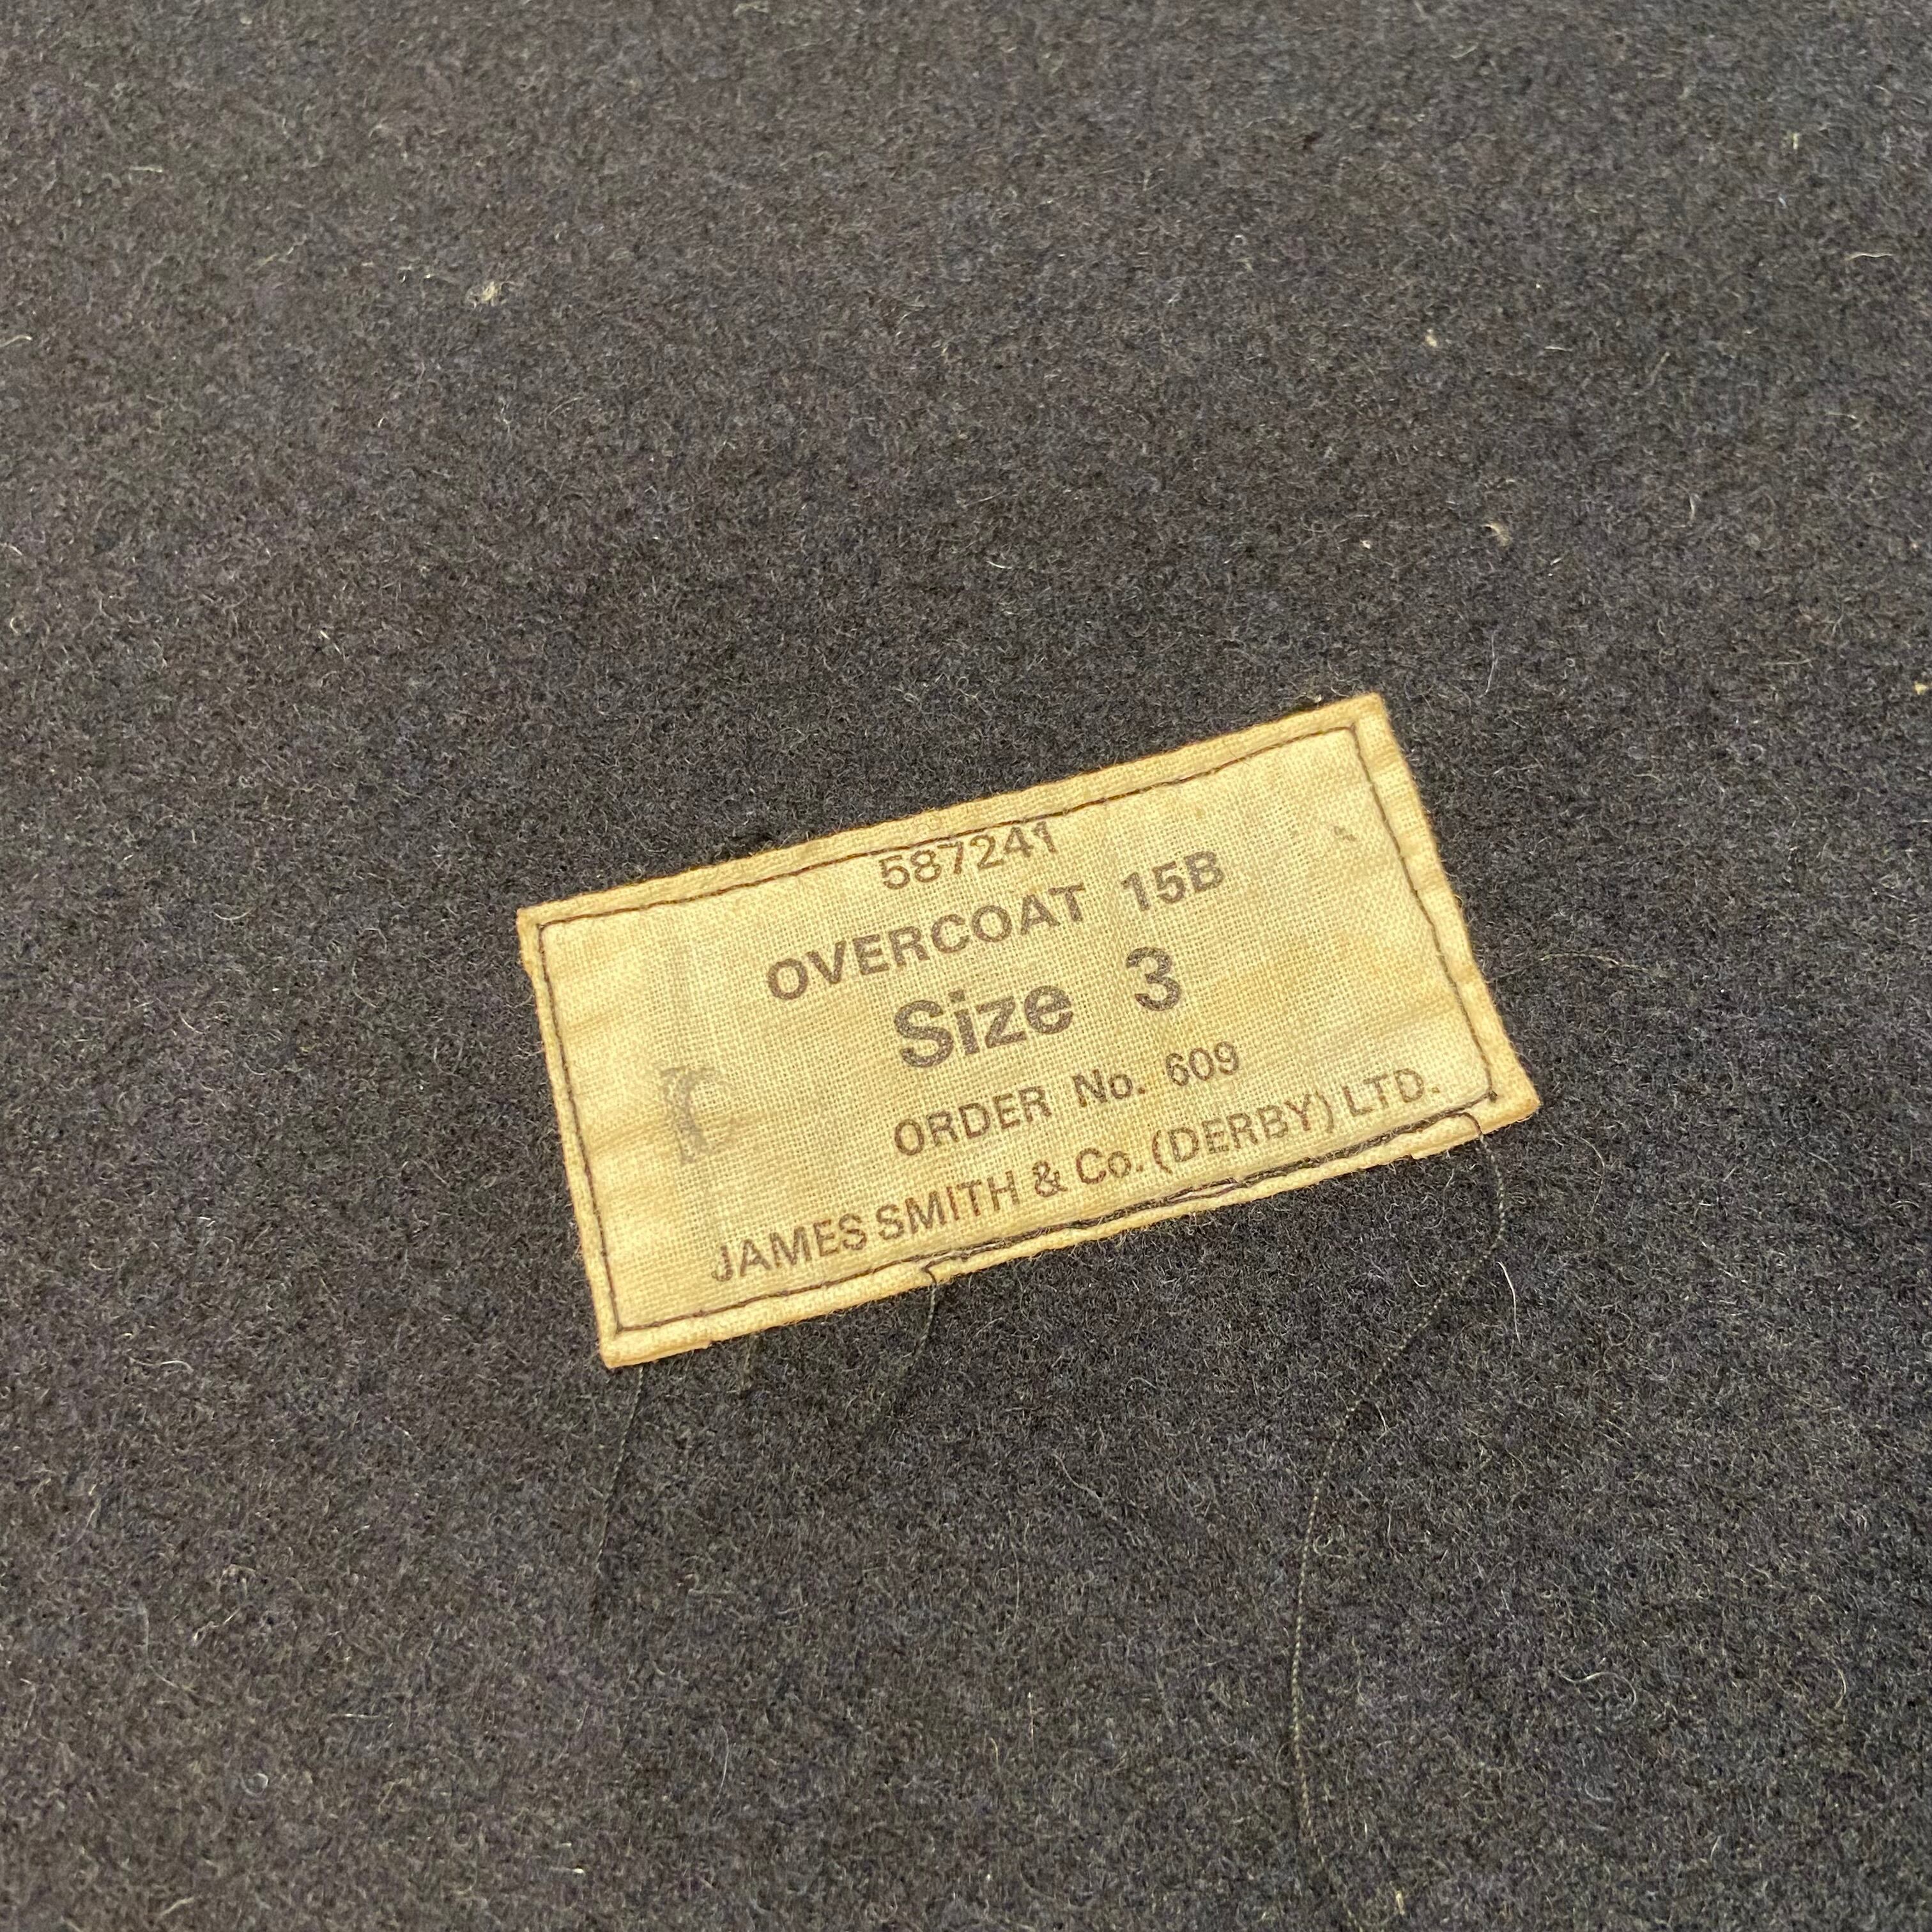 587241
OVERCOAT 15B
Size 3
ORDER No. 609
JAMES SMITH & Co. (DERBY) LTD.